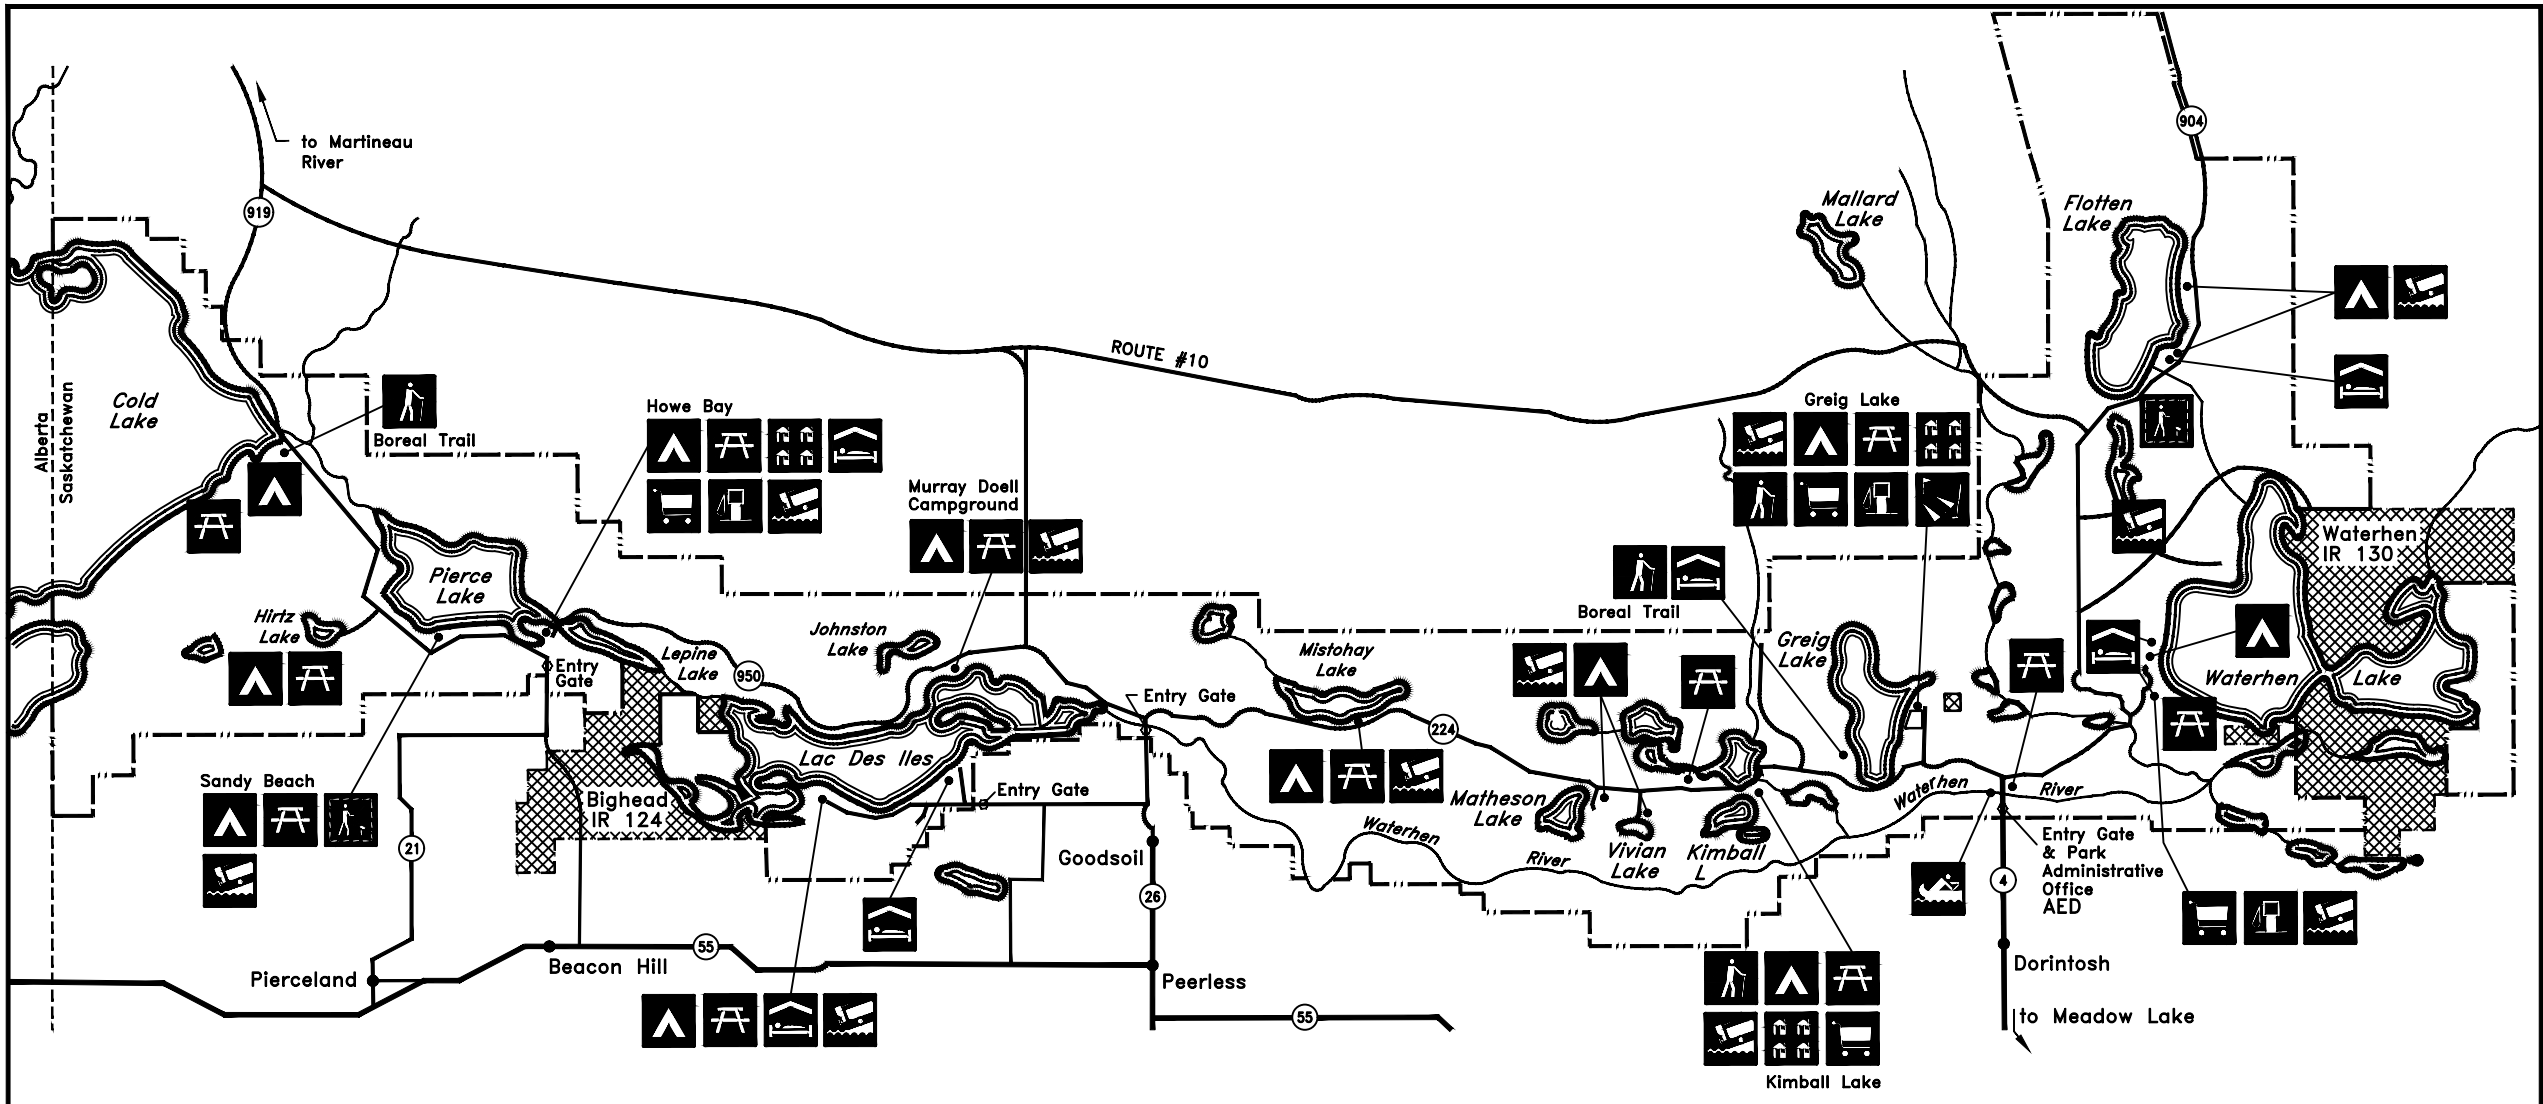 to Martineau
River
919
904
Mallard
Lake
Flotten
Lake
ROUTE #10
Cold
Lake
Alberta
Saskatchewan
Boreal Trail
Howe Bay
Greig Lake
Murray Doell
Campground
Waterhen
IR 130
Pierce
Lake
Hirtz
Lake
Johnston
Lake
Lepine
Lake
950
Entry
Gate
Boreal Trail
Mistohay
Lake
Greig
Lake
Waterhen
Lake
Entry Gate
224
Lac Des Iles
Sandy Beach
Bighead
IR 124
Entry Gate
Matheson
Lake
Waterhen
River
Waterhen
River
Vivian
Lake
Kimball
L
21
Goodsoil
26
4
Entry Gate
& Park
Administrative
Office
AED
55
Pierceland
Beacon Hill
Peerless
Dorintosh
55
to Meadow Lake
Kimball Lake